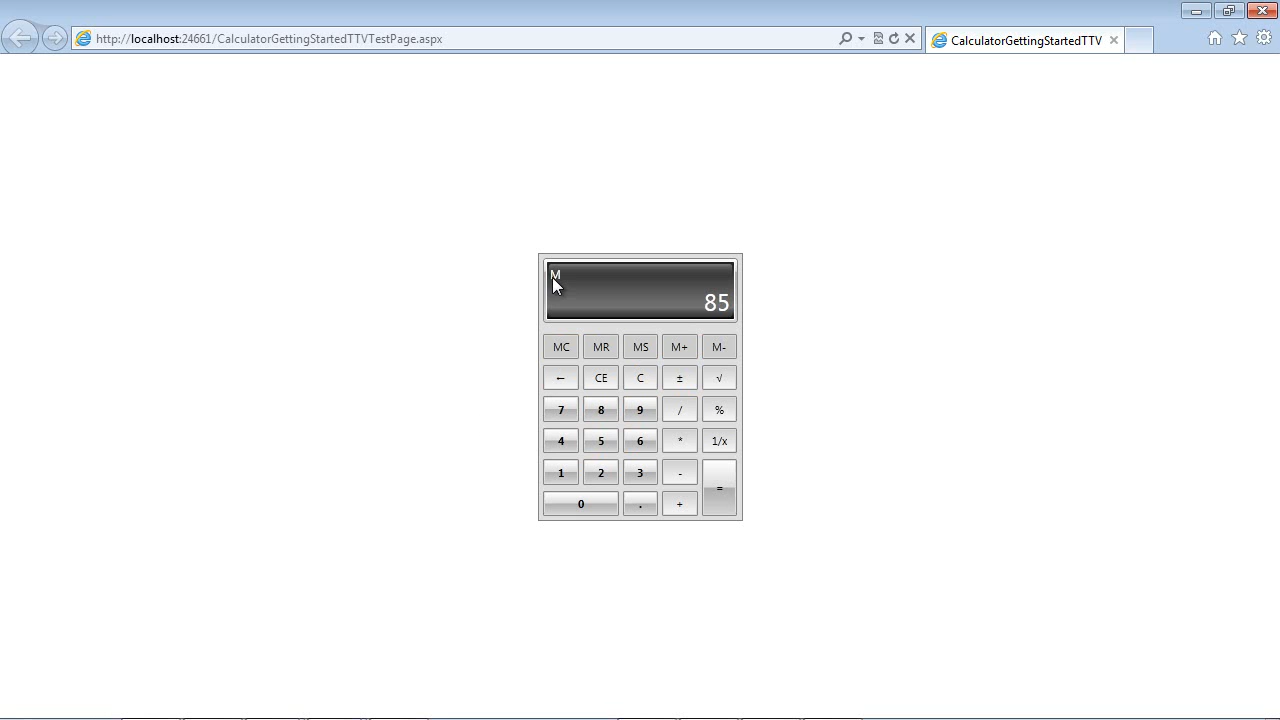 http://localhost:24661/CalculatorGettingStartedTTVTestPage.aspx
CalculatorGettingStartedTTV
M
85
MC MR MS M+ M-
← CE C ± √
7 8 9 / %
4 5 6 * 1/x
1 2 3 - =
0 . +